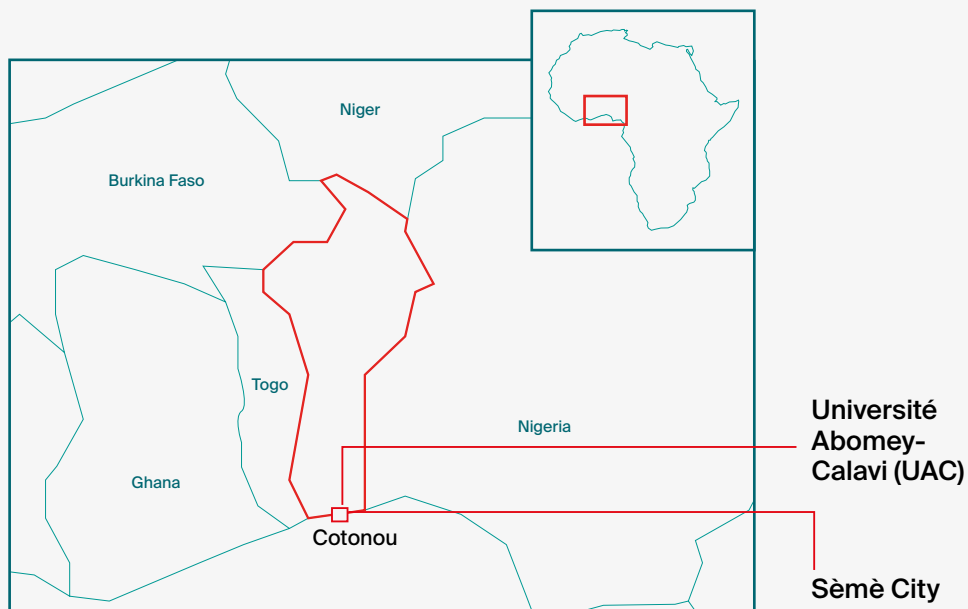 Niger
Burkina Faso
Togo
Nigeria
Ghana
Cotonou
Université
Abomey-
Calavi (UAC)
Sèmè City